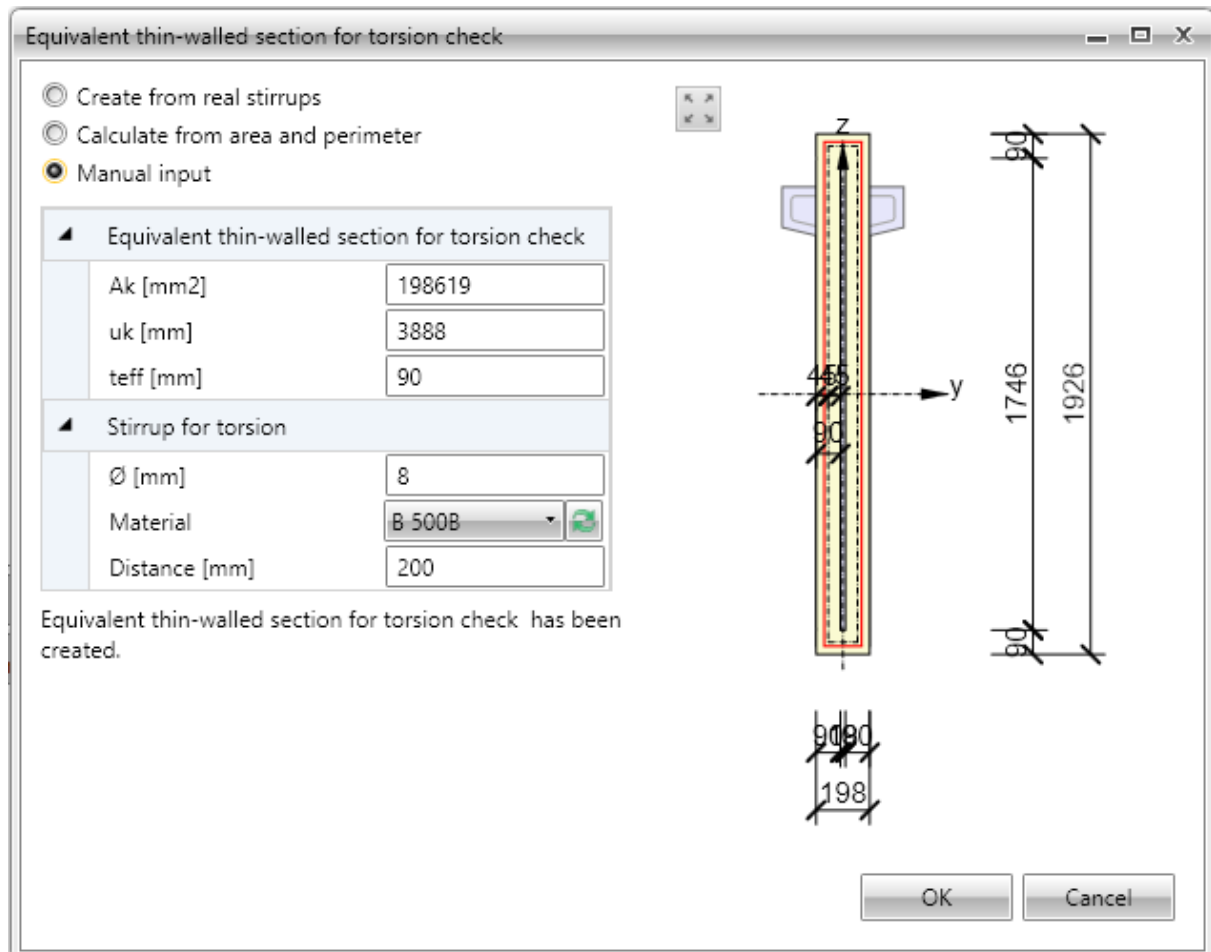 Equivalent thin-walled section for torsion check
Create from real stirrups
Calculate from area and perimeter
Manual input
Equivalent thin-walled section for torsion check
Ak [mm2] 198619
uk [mm] 3888
teff [mm] 90
Stirrup for torsion
Ø [mm] 8
Material B 500B
Distance [mm] 200
Equivalent thin-walled section for torsion check  has been
created.
z
90
1746
1926
y
90
90
198
OK
Cancel